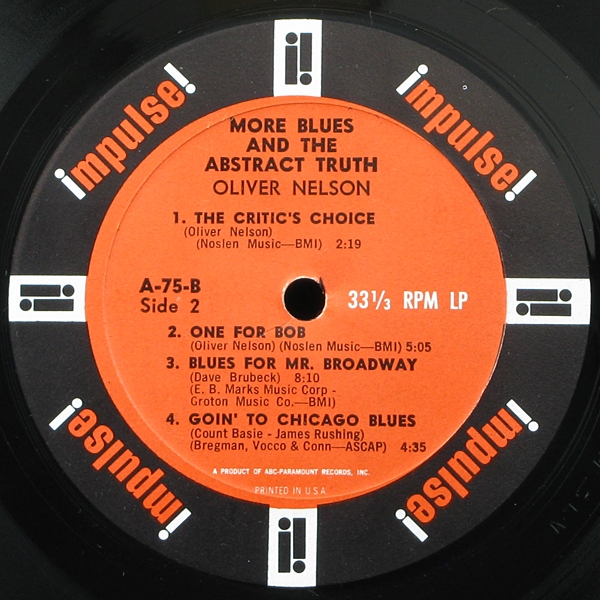 impulse!
impulse!
MORE BLUES
AND THE
ABSTRACT TRUTH
OLIVER NELSON
1. THE CRITIC'S CHOICE
(Oliver Nelson)
(Noslen Music—BMI) 2:19
A-75-B
Side 2
33 1/3 RPM LP
2. ONE FOR BOB
(Oliver Nelson) (Noslen Music—BMI) 5:05
3. BLUES FOR MR. BROADWAY
(Dave Brubeck) 8:10
(E. B. Marks Music Corp -
Groton Music Co.—BMI)
4. GOIN' TO CHICAGO BLUES
(Count Basie - James Rushing)
(Bregman, Vocco & Conn—ASCAP) 4:35
A PRODUCT OF ABC-PARAMOUNT RECORDS, INC.
PRINTED IN U.S.A.
impulse!
impulse!